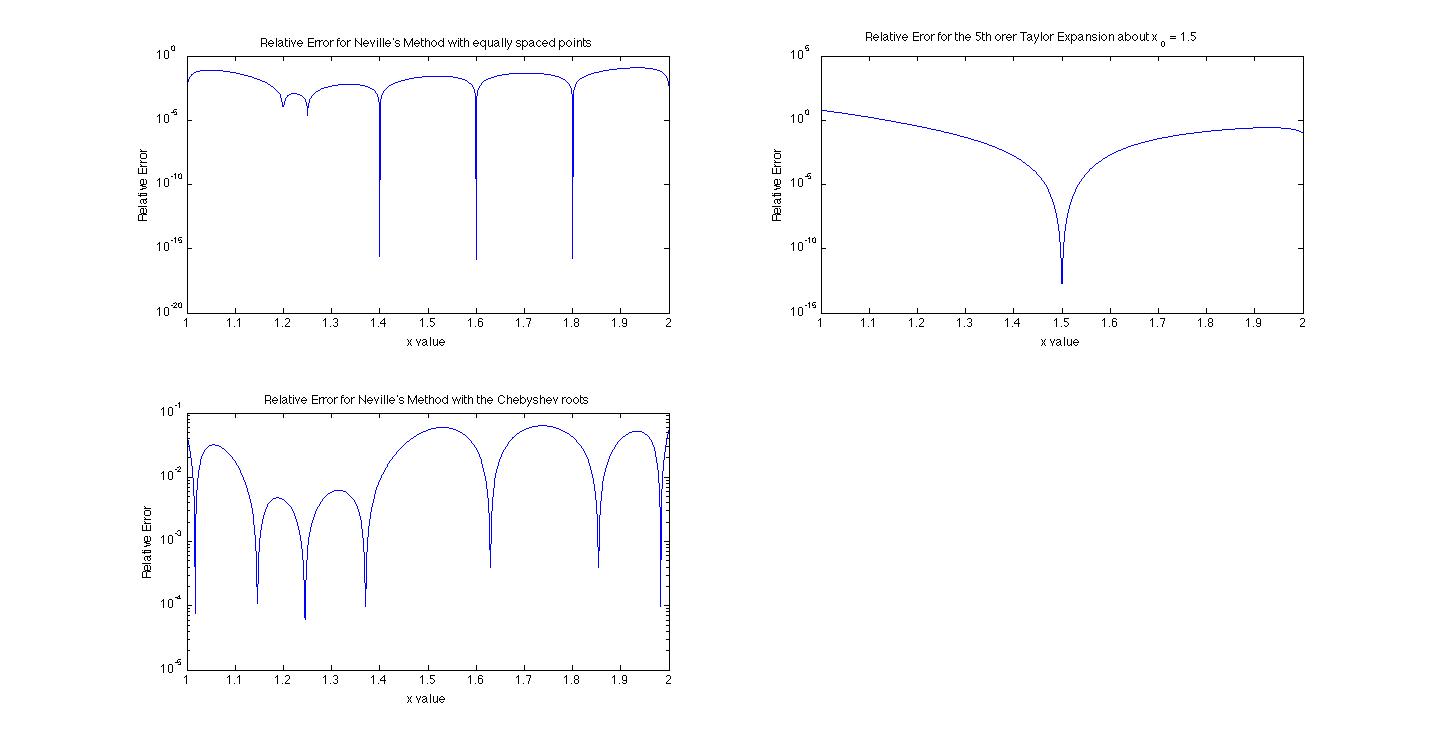 Relative Error for Neville's Method with equally spaced points
10^0
10^-5
10^-10
10^-15
10^-20
Relative Error
1 1.1 1.2 1.3 1.4 1.5 1.6 1.7 1.8 1.9 2
x value
Relative Eror for the 5th orer Taylor Expansion about x_0 = 1.5
10^5
10^0
10^-5
10^-10
10^-15
Relative Error
1 1.1 1.2 1.3 1.4 1.5 1.6 1.7 1.8 1.9 2
x value
Relative Error for Neville's Method with the Chebyshev roots
10^-1
10^-2
10^-3
10^-4
10^-5
Relative Error
1 1.1 1.2 1.3 1.4 1.5 1.6 1.7 1.8 1.9 2
x value